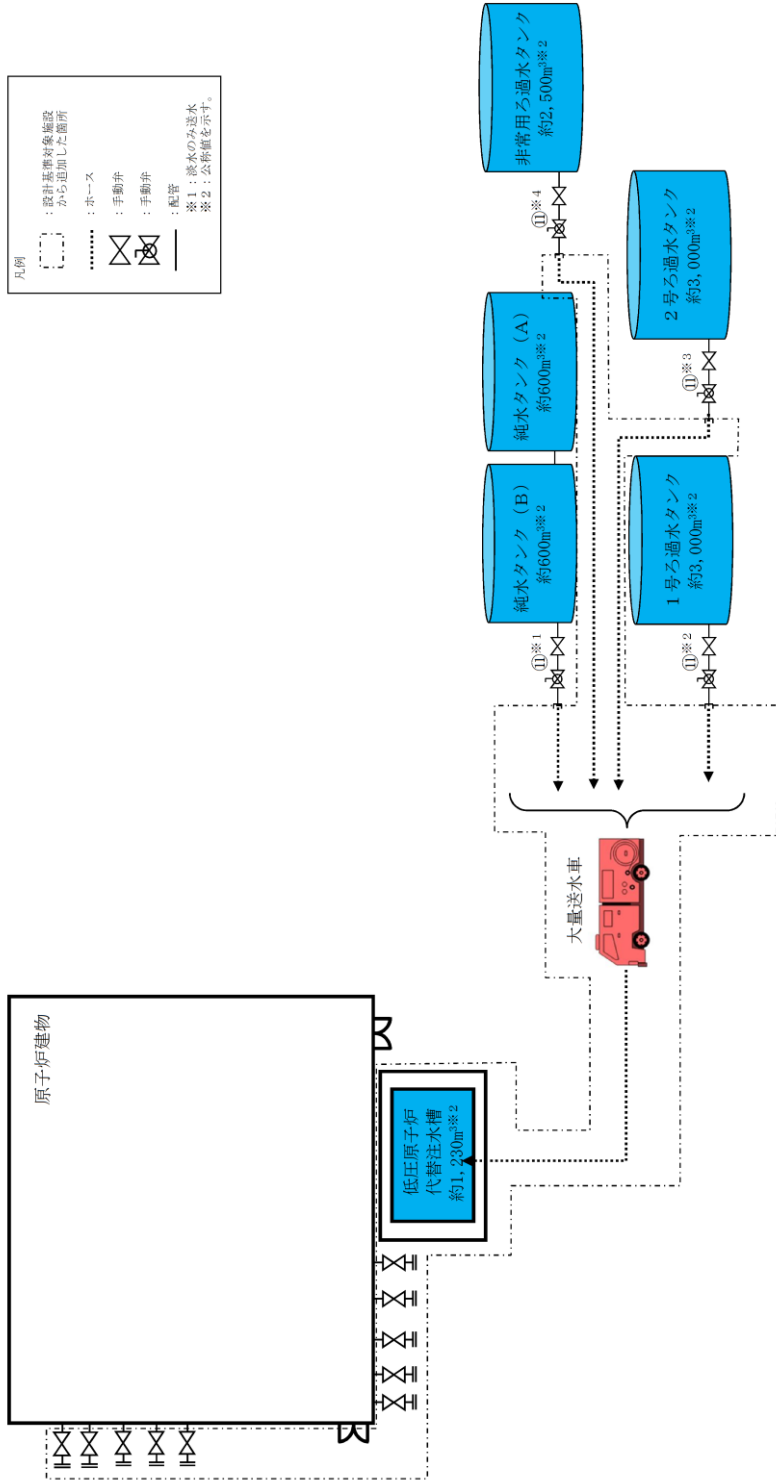 原子炉建物
低圧原子炉
代替注水槽
約1,230m³※2
大量送水車
純水タンク（B）
約600m³※2
純水タンク（A）
約600m³※2
非常用ろ過水タンク
約2,500m³※2
1号ろ過水タンク
約3,000m³※2
2号ろ過水タンク
約3,000m³※2
⑪※1
⑪※4
⑪※2
⑪※3
凡例
：設計基準対象施設
から追加した箇所
：ホース
：手動弁
：手動弁
：配管
※1：淡水のみ送水
※2：公称値を示す。